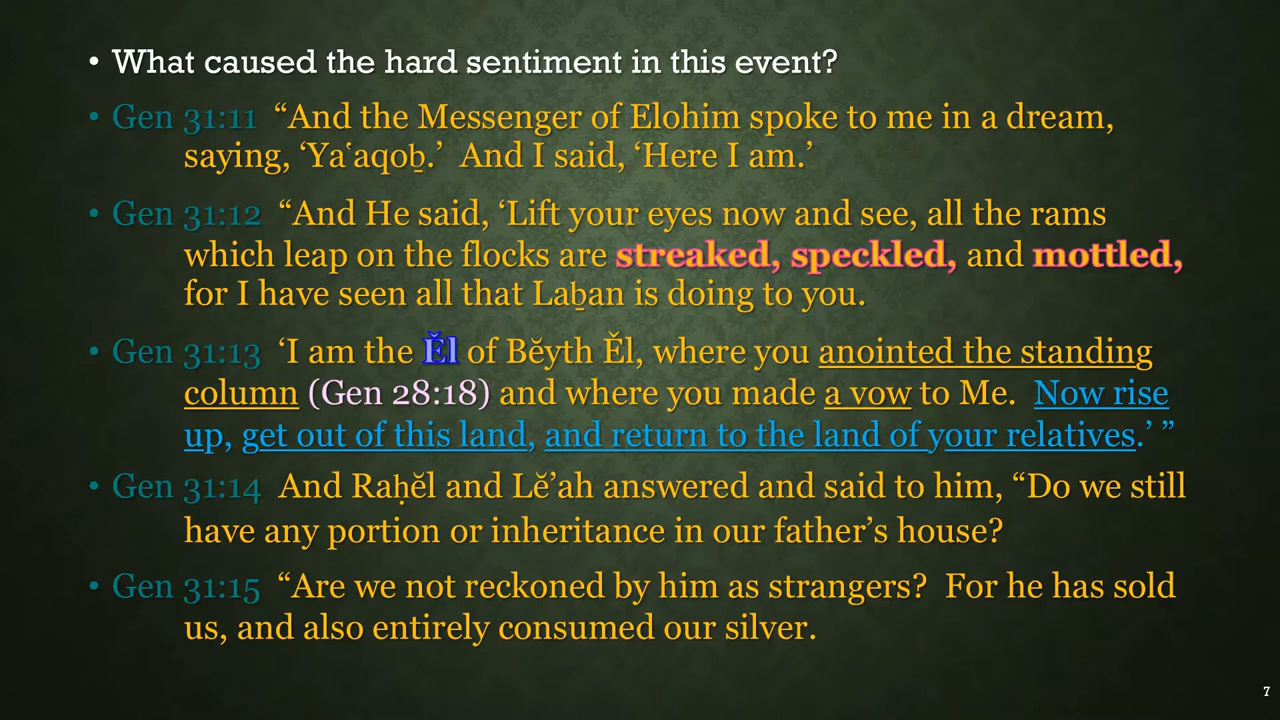 • What caused the hard sentiment in this event?
• Gen 31:11 “And the Messenger of Elohim spoke to me in a dream,
saying, ‘Yaʽaqoḇ.’ And I said, ‘Here I am.’
• Gen 31:12 “And He said, ‘Lift your eyes now and see, all the rams
which leap on the flocks are streaked, speckled, and mottled,
for I have seen all that Laḇan is doing to you.
• Gen 31:13 ‘I am the Ěl of Bĕyth Ěl, where you anointed the standing
column (Gen 28:18) and where you made a vow to Me. Now rise
up, get out of this land, and return to the land of your relatives.’ ”
• Gen 31:14 And Raḥĕl and Lĕ’ah answered and said to him, “Do we still
have any portion or inheritance in our father’s house?
• Gen 31:15 “Are we not reckoned by him as strangers? For he has sold
us, and also entirely consumed our silver.
7